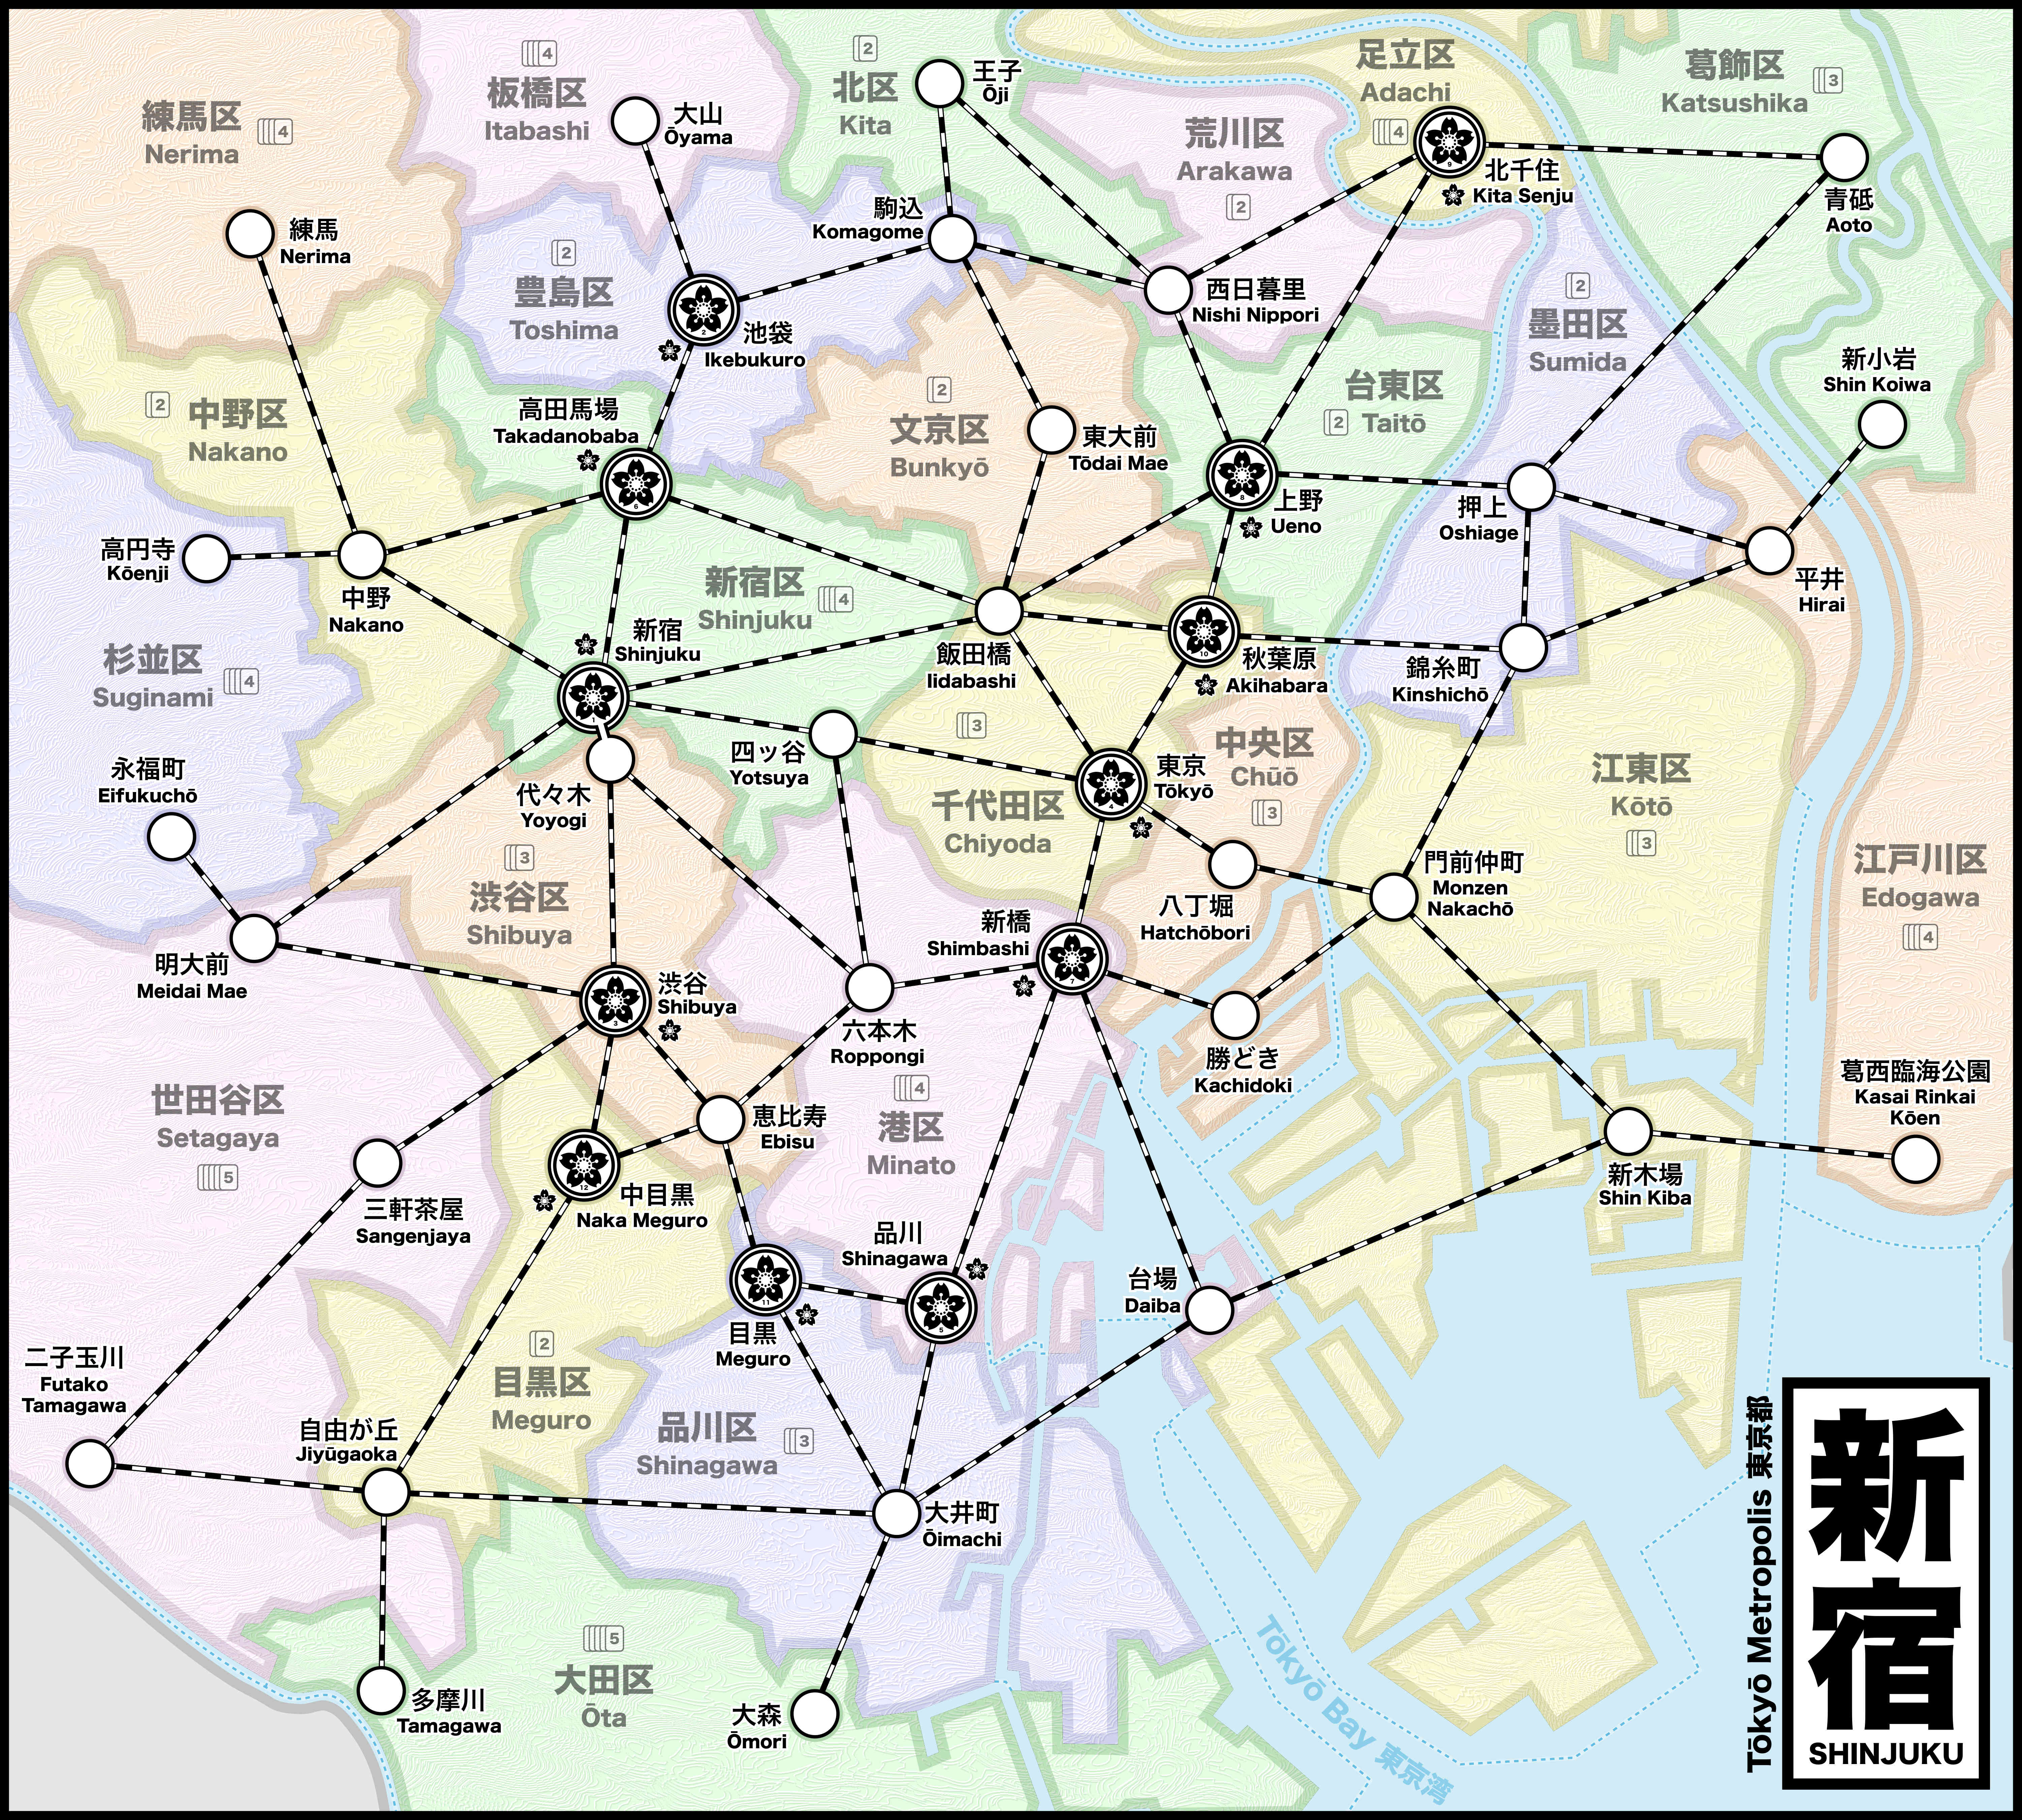 練馬区
Nerima
4
板橋区
Itabashi
4
北区
Kita
2
足立区
Adachi
4
葛飾区
Katsushika
3
荒川区
Arakawa
2
王子
Ōji
大山
Ōyama
練馬
Nerima
駒込
Komagome
北千住
Kita Senju
9
青砥
Aoto
豊島区
Toshima
2
池袋
Ikebukuro
2
西日暮里
Nishi Nippori
墨田区
Sumida
2
新小岩
Shin Koiwa
中野区
Nakano
2
高田馬場
Takadanobaba
6
文京区
Bunkyō
2
東大前
Tōdai Mae
台東区
Taitō
2
上野
Ueno
8
押上
Oshiage
高円寺
Kōenji
中野
Nakano
新宿区
Shinjuku
4
平井
Hirai
新宿
Shinjuku
1
飯田橋
Iidabashi
秋葉原
Akihabara
10
錦糸町
Kinshichō
杉並区
Suginami
4
永福町
Eifukuchō
代々木
Yoyogi
四ッ谷
Yotsuya
3
千代田区
Chiyoda
東京
Tōkyō
4
中央区
Chūō
3
江東区
Kōtō
3
江戸川区
Edogawa
4
渋谷区
Shibuya
3
八丁堀
Hatchōbori
門前仲町
Monzen
Nakachō
明大前
Meidai Mae
渋谷
Shibuya
3
新橋
Shimbashi
7
六本木
Roppongi
勝どき
Kachidoki
葛西臨海公園
Kasai Rinkai
Kōen
世田谷区
Setagaya
5
三軒茶屋
Sangenjaya
中目黒
Naka Meguro
12
恵比寿
Ebisu
4
港区
Minato
新木場
Shin Kiba
品川
Shinagawa
5
目黒
Meguro
11
台場
Daiba
二子玉川
Futako
Tamagawa
自由が丘
Jiyūgaoka
2
目黒区
Meguro
品川区
Shinagawa
3
大井町
Ōimachi
5
大田区
Ōta
多摩川
Tamagawa
大森
Ōmori
Tōkyō Bay 東京湾
Tōkyō Metropolis 東京都
新宿
SHINJUKU